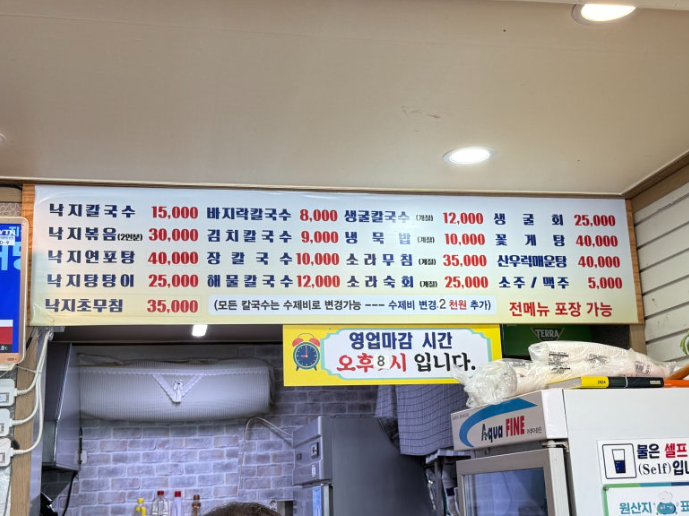 낙지칼국수 15,000 바지락칼국수 8,000 생굴칼국수 (계절) 12,000 생굴회 25,000
낙지볶음(2인분) 30,000 김치칼국수 9,000 냉묵밥 (계절) 10,000 꽃게탕 40,000
낙지연포탕 40,000 장칼국수 10,000 소라무침 (계절) 35,000 산우럭매운탕 40,000
낙지탕탕이 25,000 해물칼국수 12,000 소라숙회 (계절) 25,000 소주/맥주 5,000
낙지초무침 35,000 (모든 칼국수는 수제비로 변경가능 --- 수제비 변경 2천원 추가) 전메뉴 포장 가능
영업마감 시간
오후 8시 입니다.
TERRA
Aqua FINE
물은 셀프
(Self)입니
원산지 표